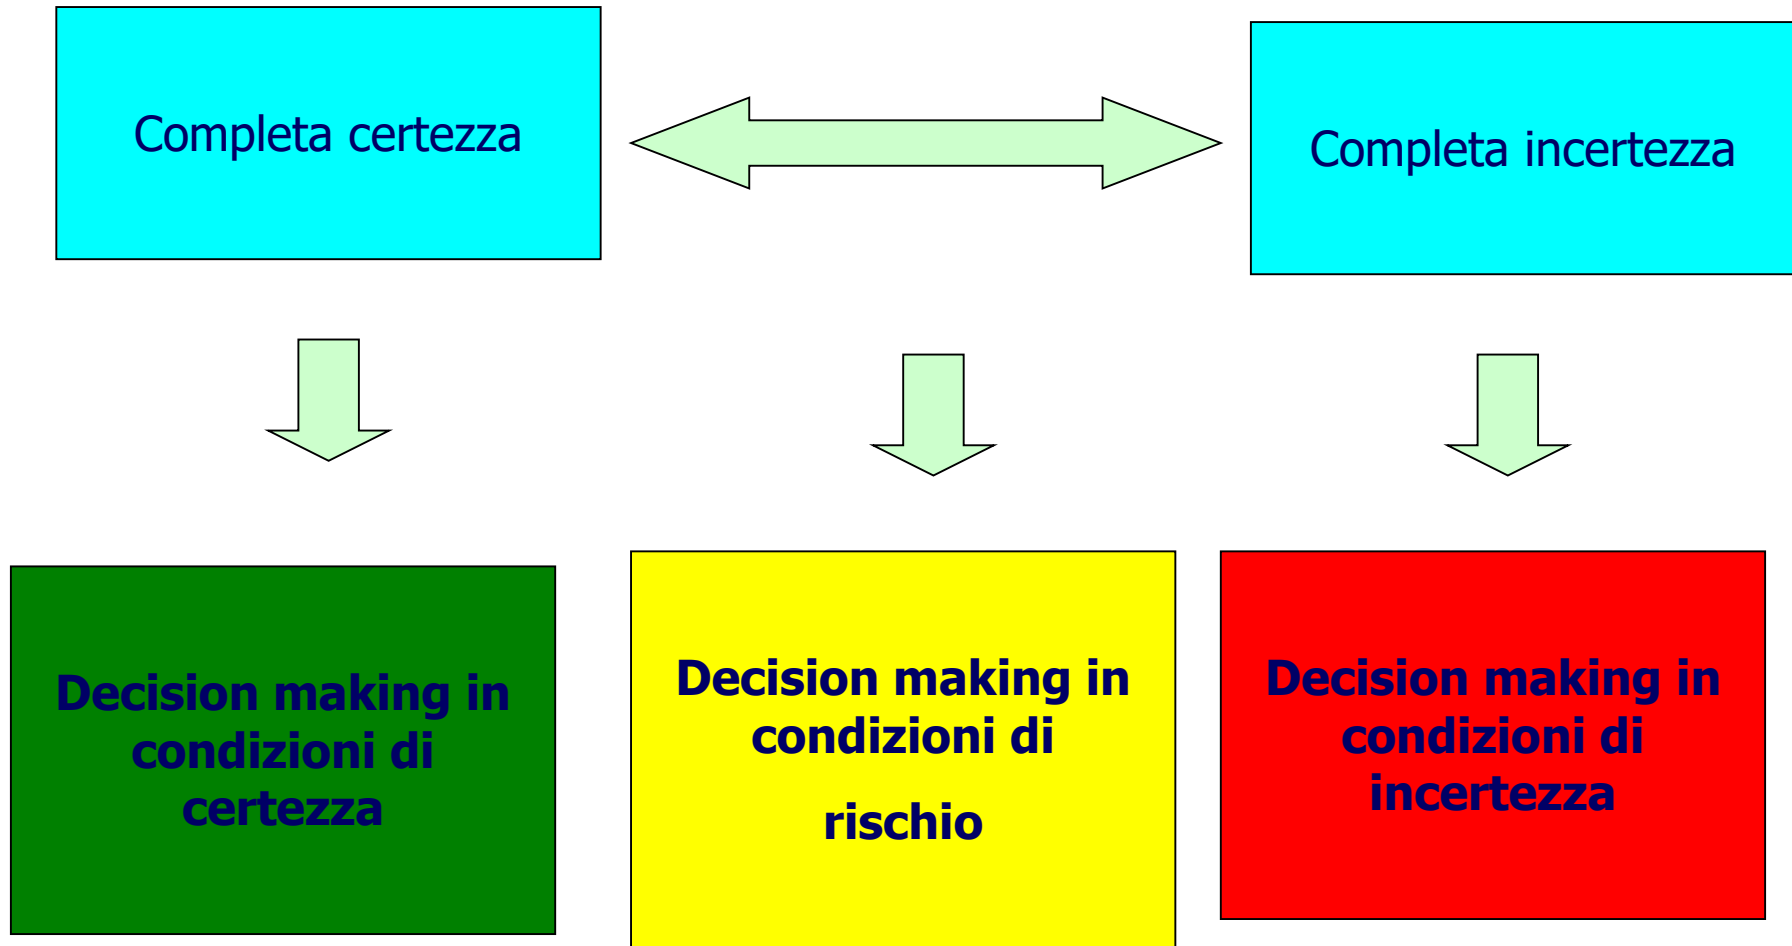 Completa certezza
Completa incertezza
Decision making in
condizioni di
certezza
Decision making in
condizioni di
rischio
Decision making in
condizioni di
incertezza